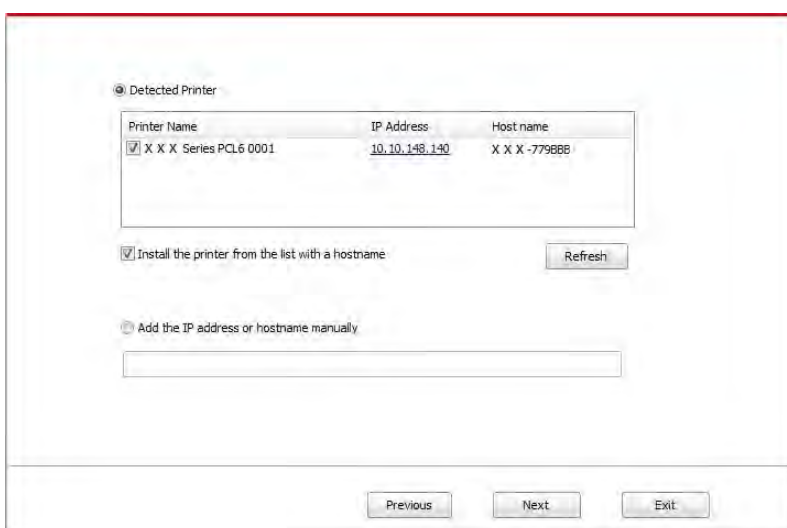 Detected Printer
Printer Name IP Address Host name
X X X Series PCL6 0001 10.10.148.140 X X X -779BBB
Install the printer from the list with a hostname Refresh
Add the IP address or hostname manually
Previous Next Exit